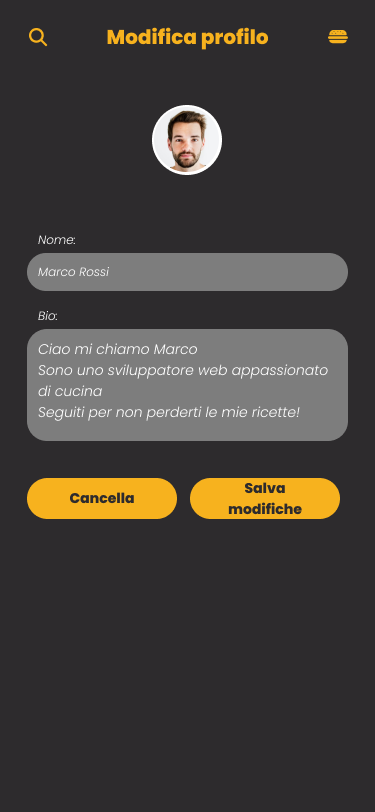 Modifica profilo
Nome:
Marco Rossi
Bio:
Ciao mi chiamo Marco
Sono uno sviluppatore web appassionato
di cucina
Seguiti per non perderti le mie ricette!
Cancella
Salva
modifiche